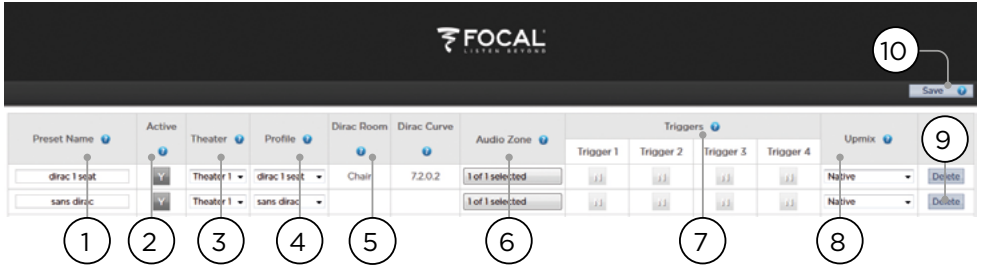 FOCAL
LISTEN BEYOND
10
Save ?
Preset Name ? Active ? Theater ? Profile ? Dirac Room ? Dirac Curve ? Audio Zone ? Triggers ? Upmix ? 9
Trigger 1 Trigger 2 Trigger 3 Trigger 4
dirac 1 seat Y Theater 1 dirac 1 seat Chair 7.2.0.2 1 of 1 selected Native Delete
sans dirac Y Theater 1 sans dirac 1 of 1 selected Native Delete
1 2 3 4 5 6 7 8